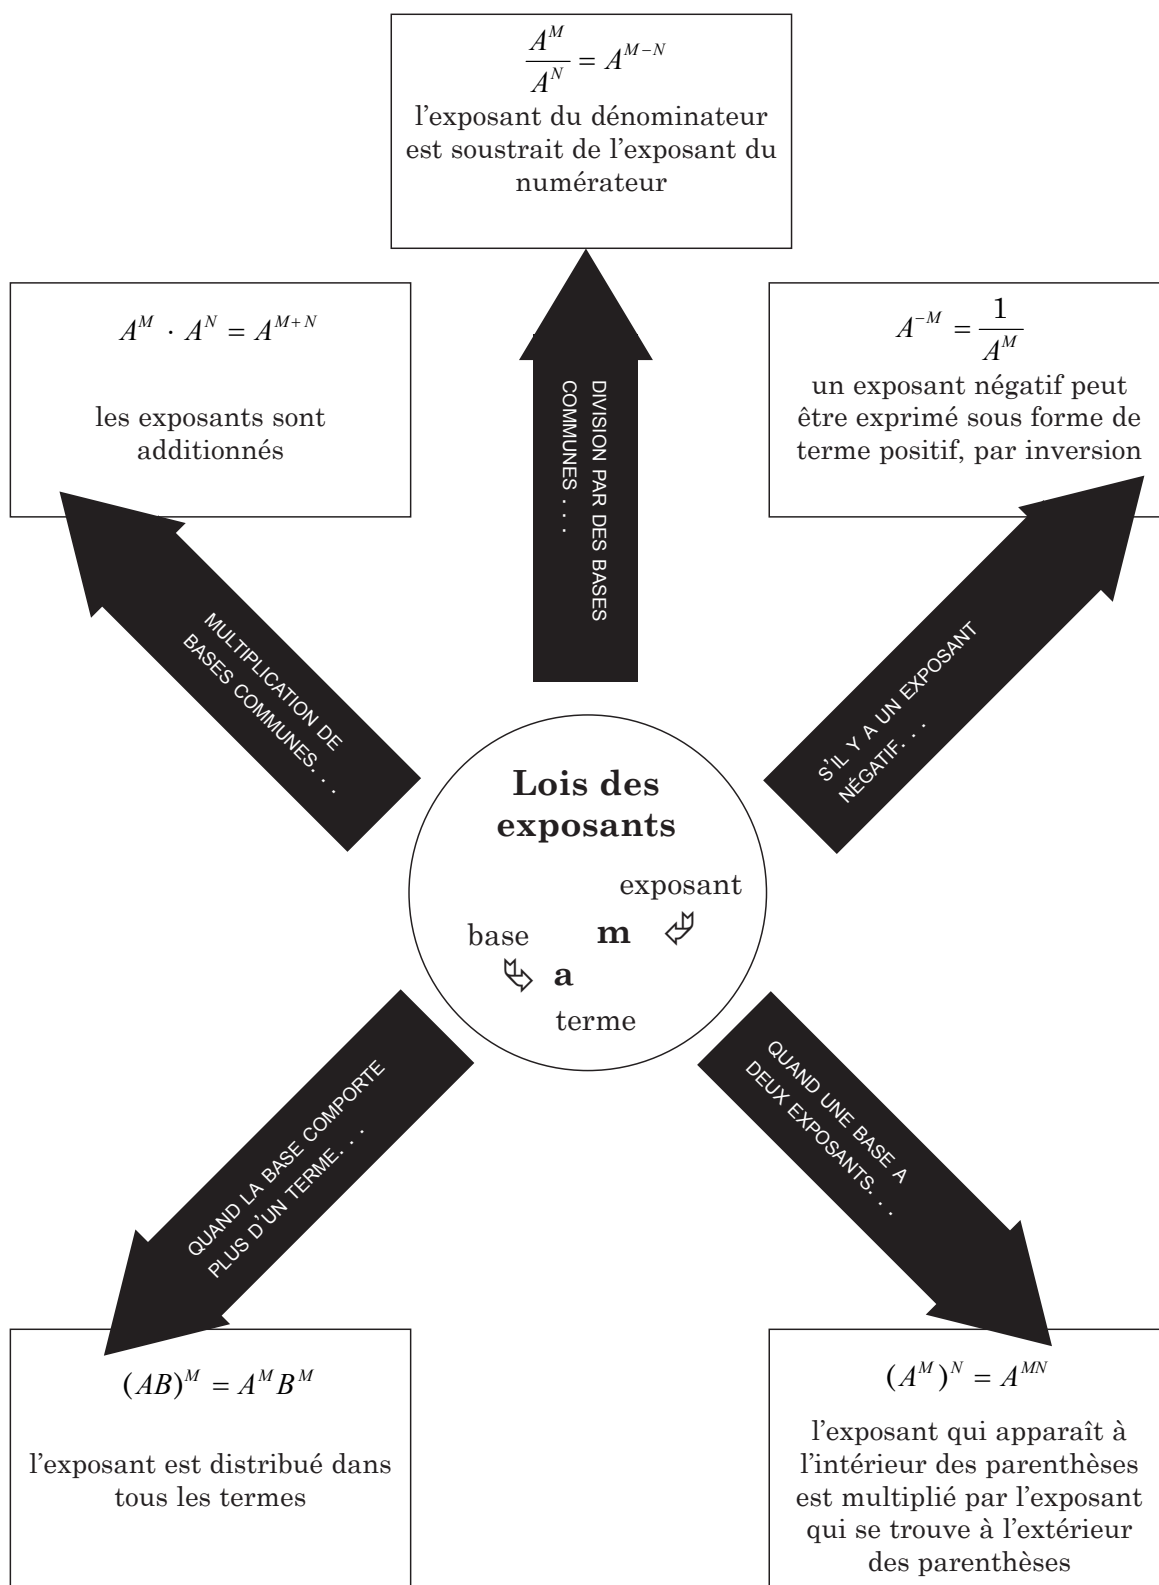 A^M / A^N = A^{M−N}
l’exposant du dénominateur
est soustrait de l’exposant du
numérateur
A^M · A^N = A^{M+N}
les exposants sont
additionnés
A^{−M} = 1 / A^M
un exposant négatif peut
être exprimé sous forme de
terme positif, par inversion
MULTIPLICATION DE
BASES COMMUNES. . .
DIVISION PAR DES BASES
COMMUNES . . .
S’IL Y A UN EXPOSANT
NÉGATIF. . .
Lois des
exposants
exposant
base
m
a
terme
QUAND LA BASE COMPORTE
PLUS D’UN TERME. . .
QUAND UNE BASE A
DEUX EXPOSANTS. . .
(AB)^M = A^M B^M
l’exposant est distribué dans
tous les termes
(A^M)^N = A^{MN}
l’exposant qui apparaît à
l’intérieur des parenthèses
est multiplié par l’exposant
qui se trouve à l’extérieur
des parenthèses